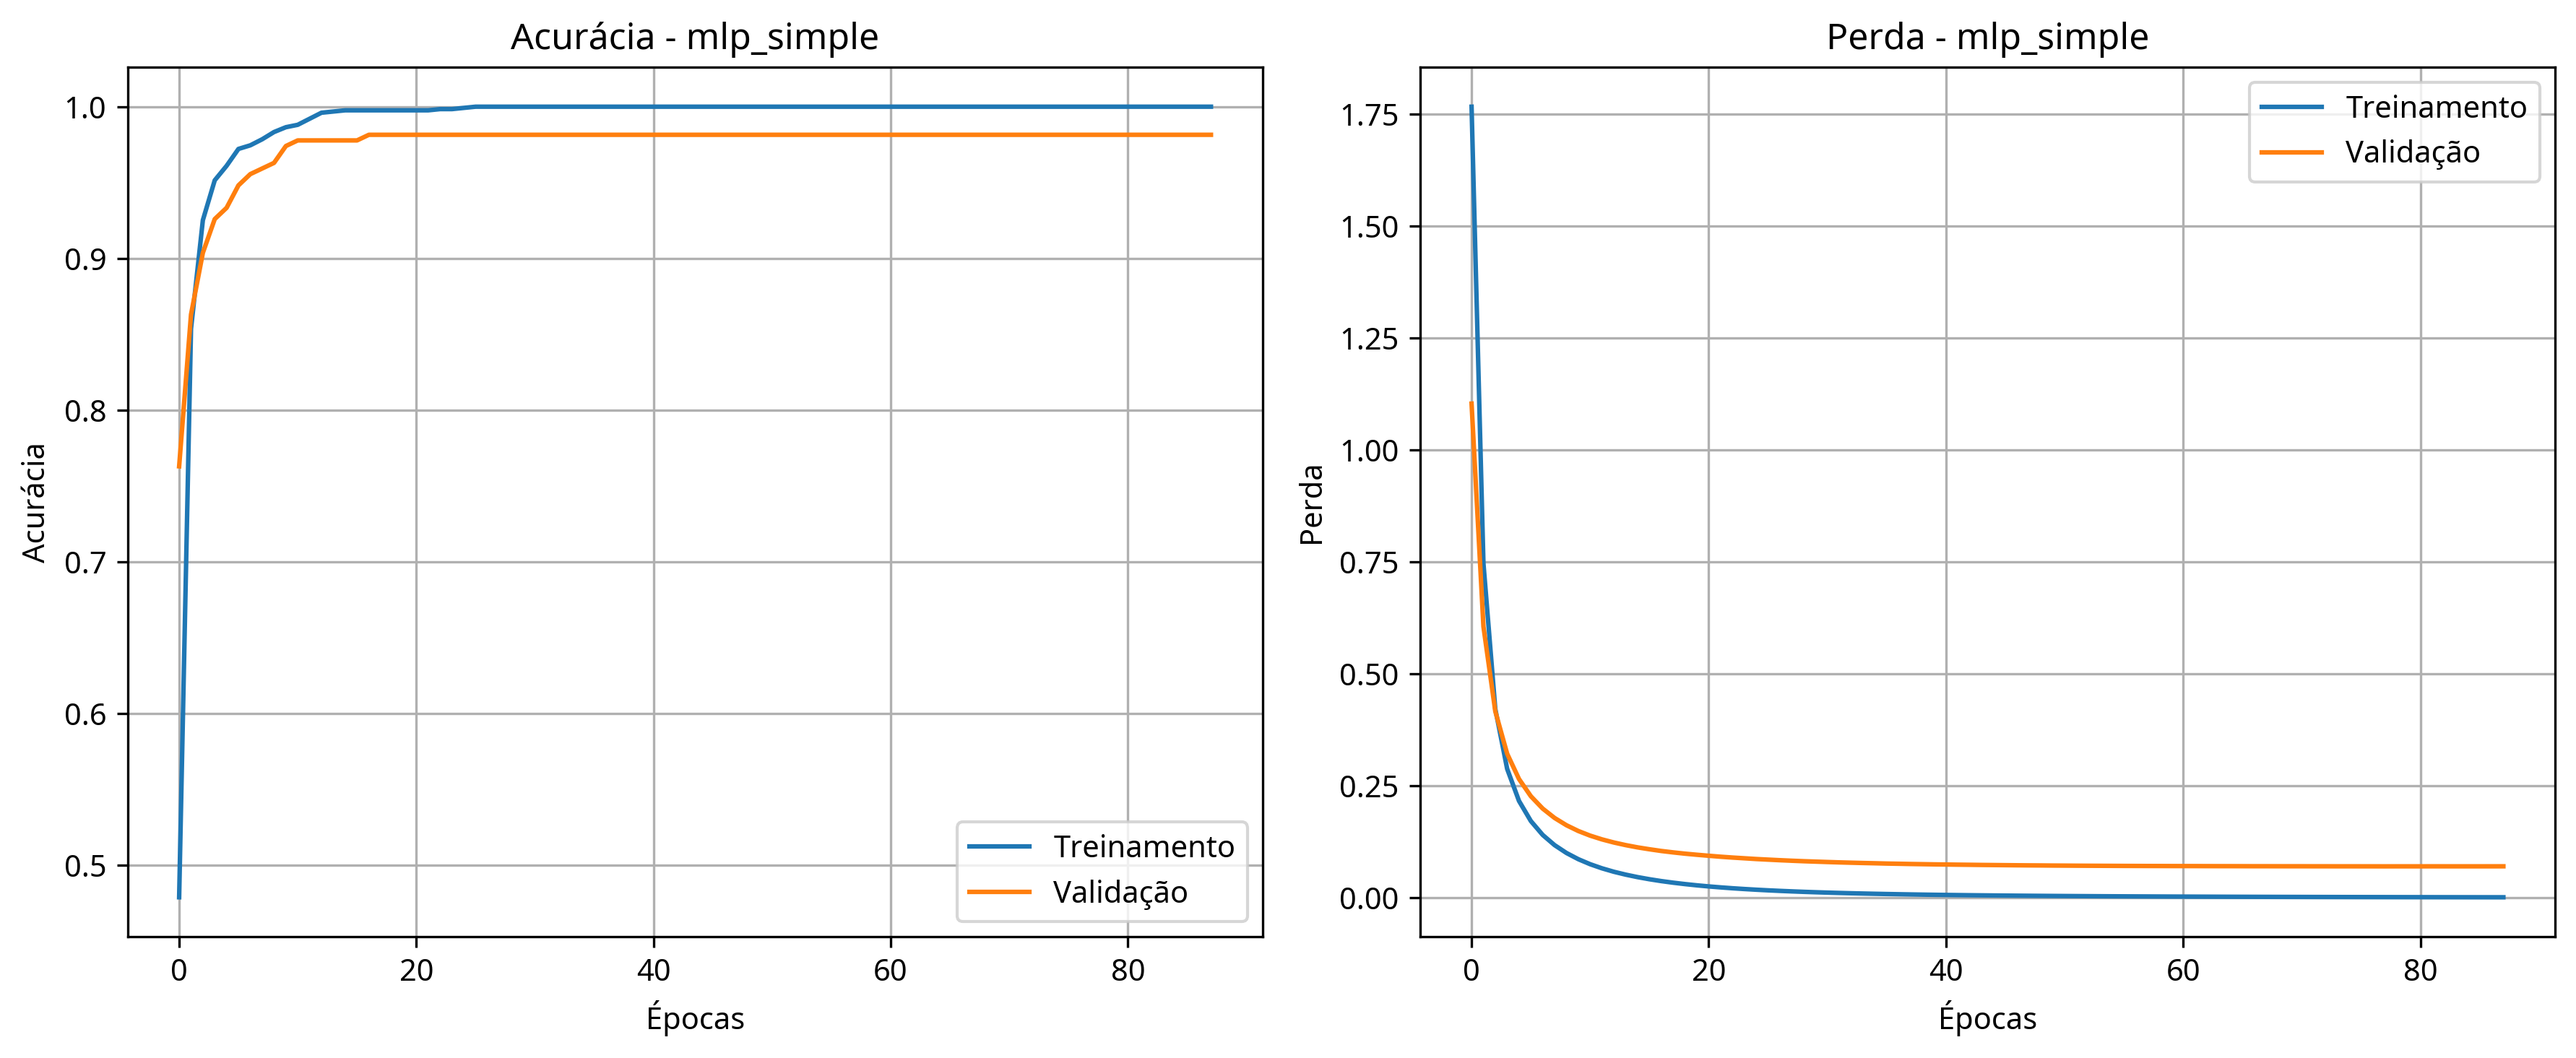 Acurácia - mlp_simple
1.0
0.9
0.8
0.7
0.6
0.5
Acurácia
0 20 40 60 80
Épocas
Treinamento
Validação
Perda - mlp_simple
1.75
1.50
1.25
1.00
0.75
0.50
0.25
0.00
Perda
0 20 40 60 80
Épocas
Treinamento
Validação